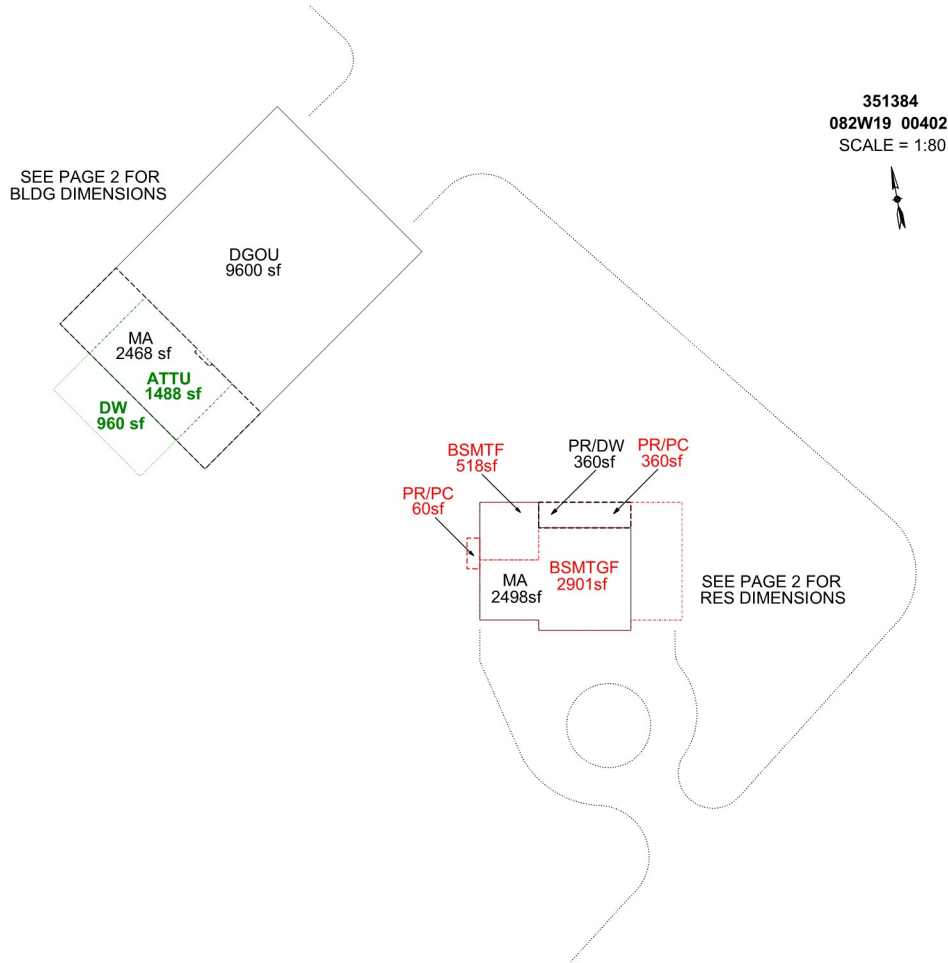 351384
082W19 00402
SCALE = 1:80
SEE PAGE 2 FOR
BLDG DIMENSIONS
DGOU
9600 sf
MA
2468 sf
ATTU
1488 sf
DW
960 sf
BSMTF
518sf
PR/DW
360sf
PR/PC
360sf
PR/PC
60sf
MA
2498sf
BSMTGF
2901sf
SEE PAGE 2 FOR
RES DIMENSIONS